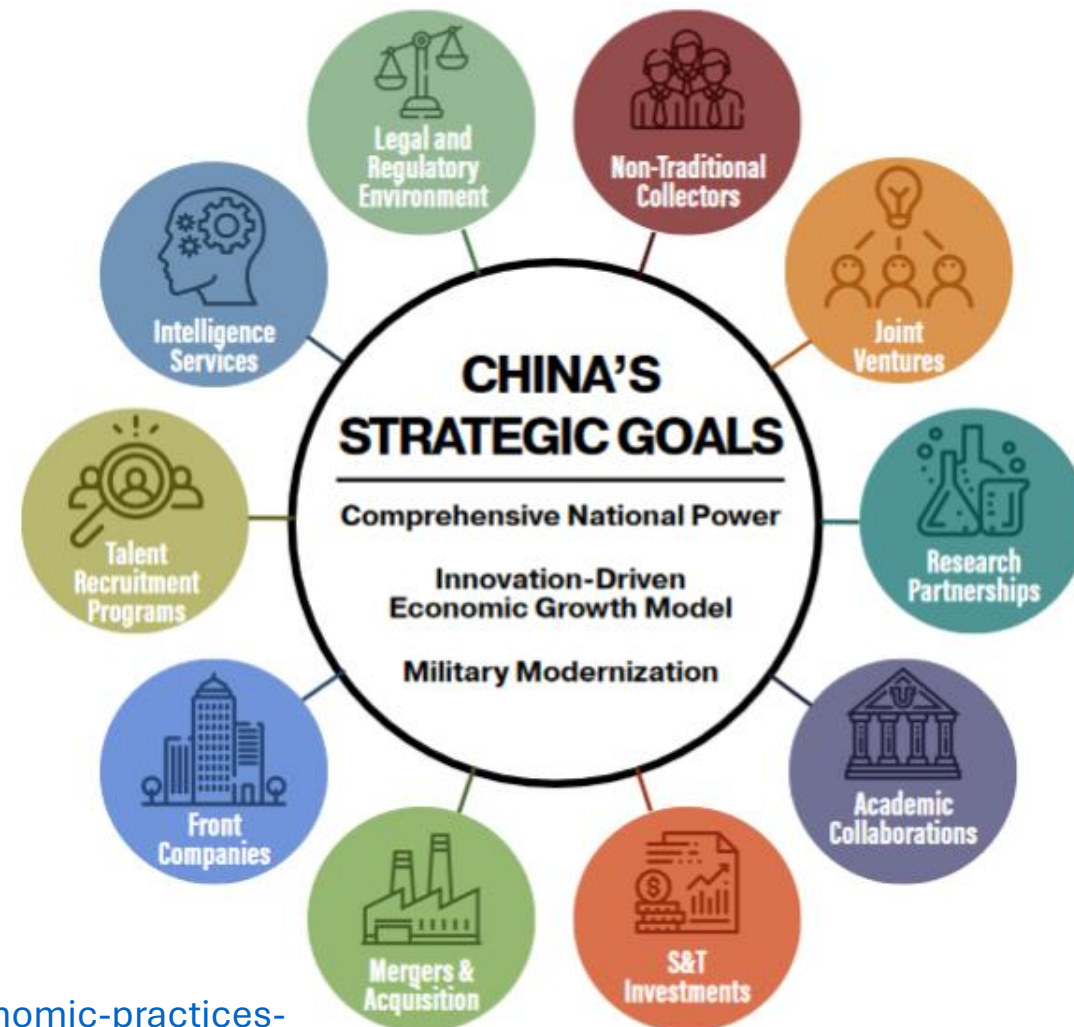 CHINA'S
STRATEGIC GOALS
Comprehensive National Power
Innovation-Driven
Economic Growth Model
Military Modernization
Legal and
Regulatory
Environment
Non-Traditional
Collectors
Joint
Ventures
Research
Partnerships
Academic
Collaborations
S&T
Investments
Mergers &
Acquisition
Front
Companies
Talent
Recruitment
Programs
Intelligence
Services
nomic-practices-